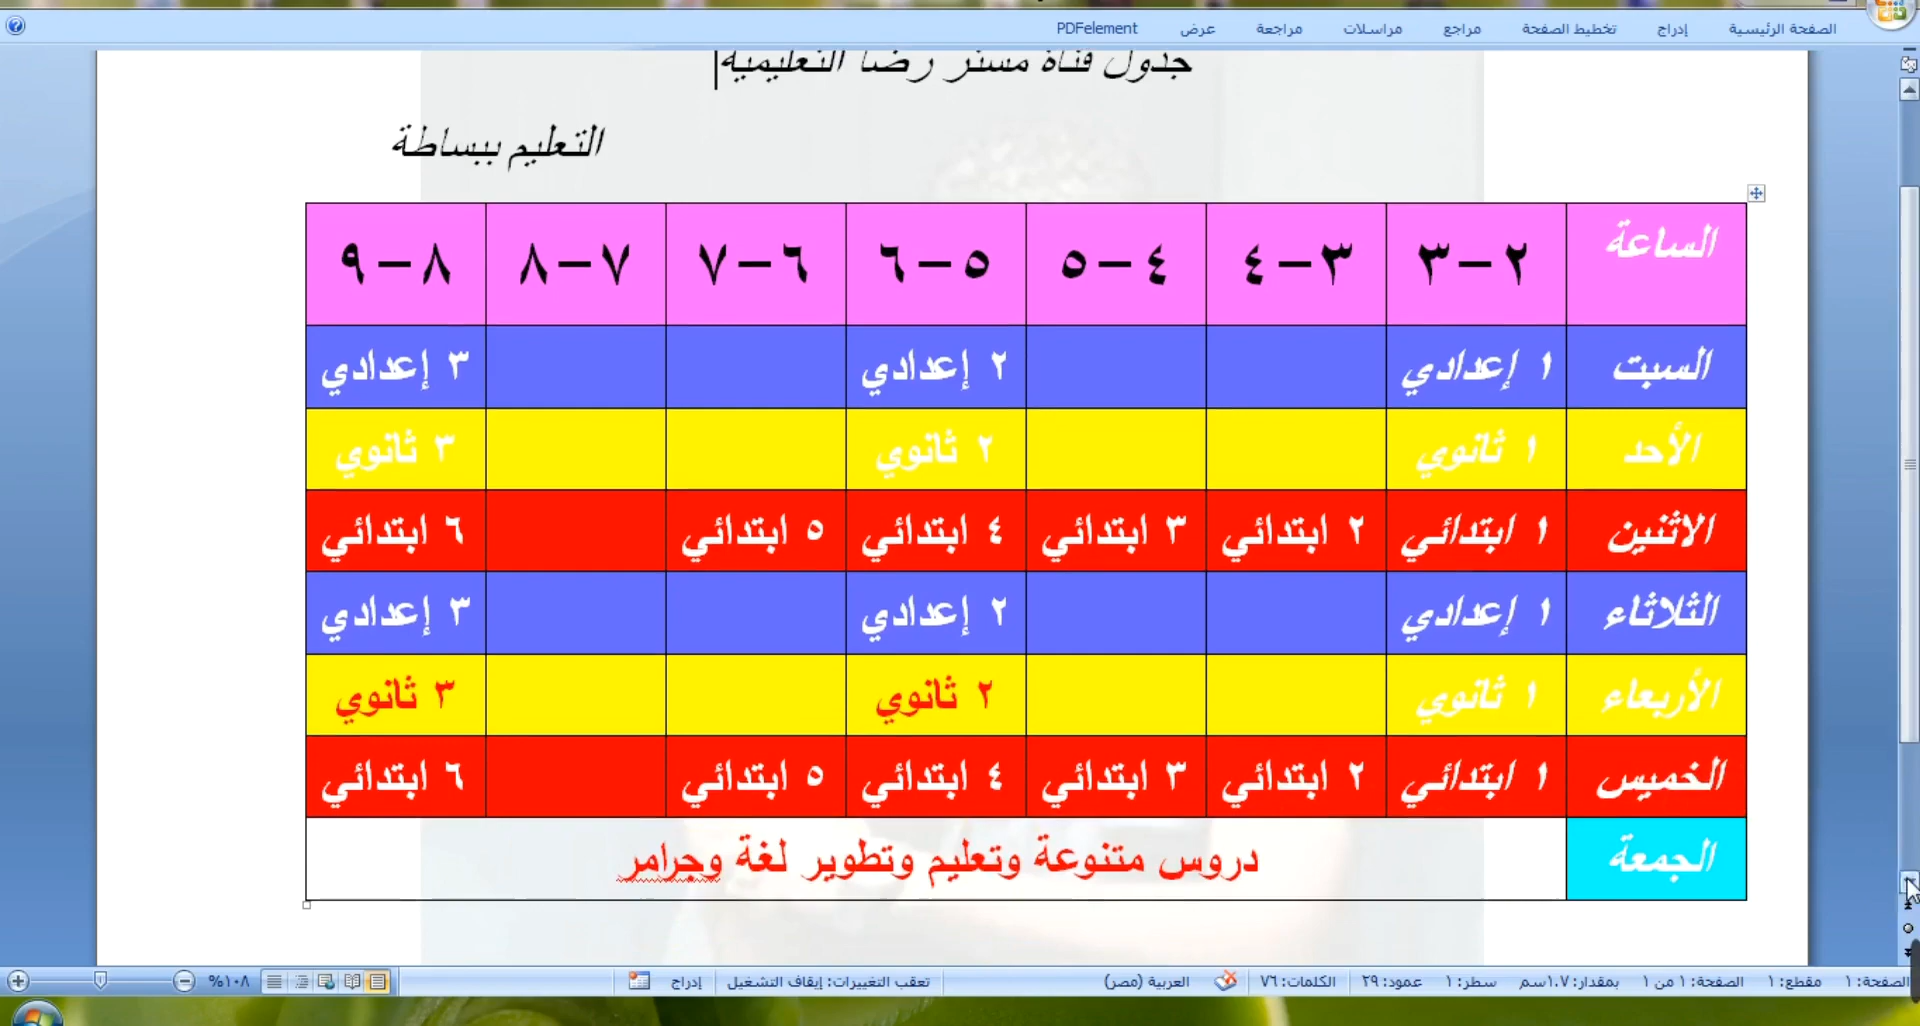 الصفحة الرئيسية إدراج تخطيط الصفحة مراجع مراسلات مراجعة عرض PDFelement
جدول قناة مستر رضا التعليمية
التعليم ببساطة
الساعة ٢ – ٣ ٣ – ٤ ٤ – ٥ ٥ – ٦ ٦ – ٧ ٧ – ٨ ٨ – ٩
السبت ١ إعدادي ٢ إعدادي ٣ إعدادي
الأحد ١ ثانوي ٢ ثانوي ٣ ثانوي
الاثنين ١ ابتدائي ٢ ابتدائي ٣ ابتدائي ٤ ابتدائي ٥ ابتدائي ٦ ابتدائي
الثلاثاء ١ إعدادي ٢ إعدادي ٣ إعدادي
الأربعاء ١ ثانوي ٢ ثانوي ٣ ثانوي
الخميس ١ ابتدائي ٢ ابتدائي ٣ ابتدائي ٤ ابتدائي ٥ ابتدائي ٦ ابتدائي
الجمعة دروس متنوعة وتعليم وتطوير لغة وجرامر
الصفحة: ١ مقطع: ١ الصفحة: ١ من ١ بمقدار: ١.٧سم سطر: ١ عمود: ٢٩ الكلمات: ٧٦ العربية (مصر) تعقب التغييرات: إيقاف التشغيل إدراج ١٠٨%